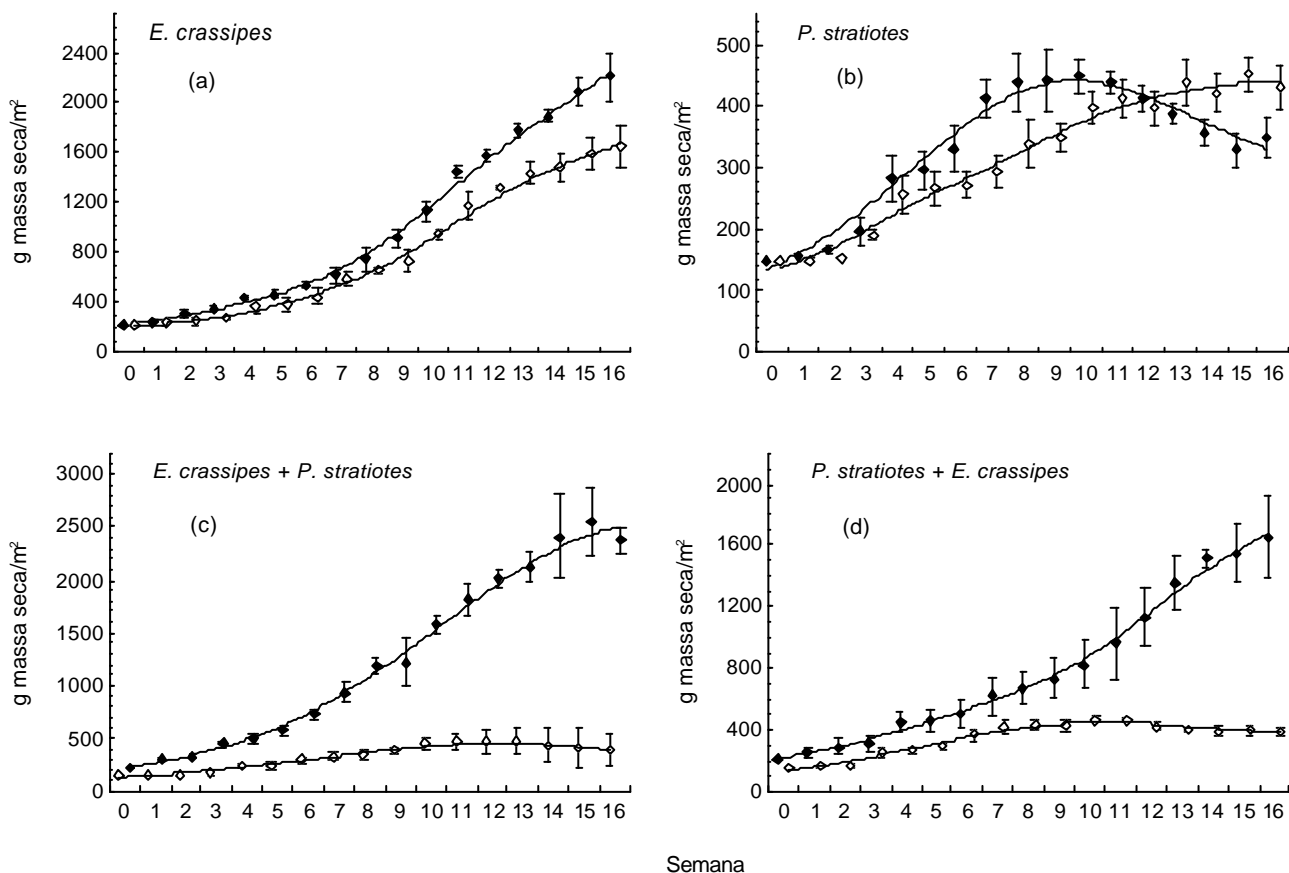 E. crassipes
(a)
g massa seca/m²
2400
2000
1600
1200
800
400
0
0 1 2 3 4 5 6 7 8 9 10 11 12 13 14 15 16
P. stratiotes
(b)
g massa seca/m²
500
400
300
200
100
0
0 1 2 3 4 5 6 7 8 9 10 11 12 13 14 15 16
E. crassipes + P. stratiotes
(c)
g massa seca/m²
3000
2500
2000
1500
1000
500
0
0 1 2 3 4 5 6 7 8 9 10 11 12 13 14 15 16
P. stratiotes + E. crassipes
(d)
g massa seca/m²
2000
1600
1200
800
400
0
0 1 2 3 4 5 6 7 8 9 10 11 12 13 14 15 16
Semana